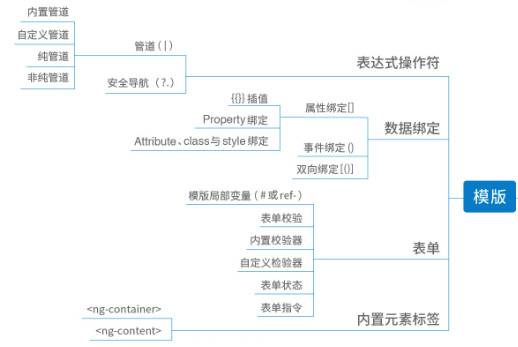 内置管道
自定义管道
纯管道
非纯管道
管道（|）
安全导航（?.）
表达式操作符
{{}} 插值
Property 绑定
Attribute、class与 style 绑定
属性绑定[]
事件绑定 ()
双向绑定 [()]
数据绑定
模版
模版局部变量（# 或 ref-）
表单校验
内置校验器
自定义检验器
表单状态
表单指令
表单
<ng-container>
<ng-content>
内置元素标签